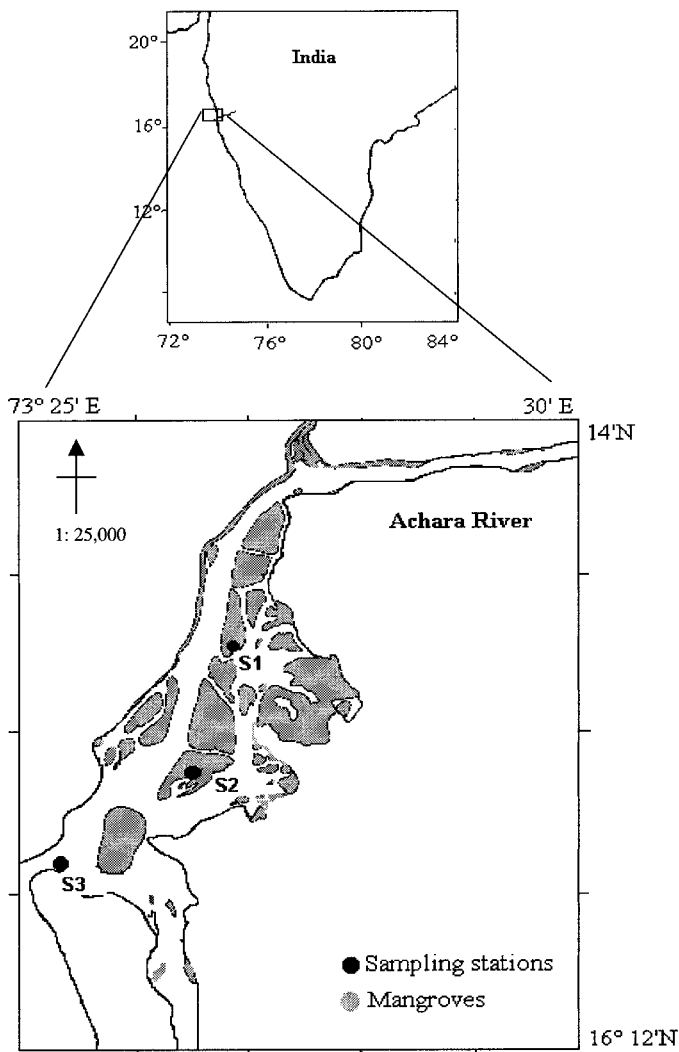 India
20°
16°
12°
72° 76° 80° 84°
73° 25' E 30' E
14'N
1: 25,000
Achara River
S1
S2
S3
Sampling stations
Mangroves
16° 12'N